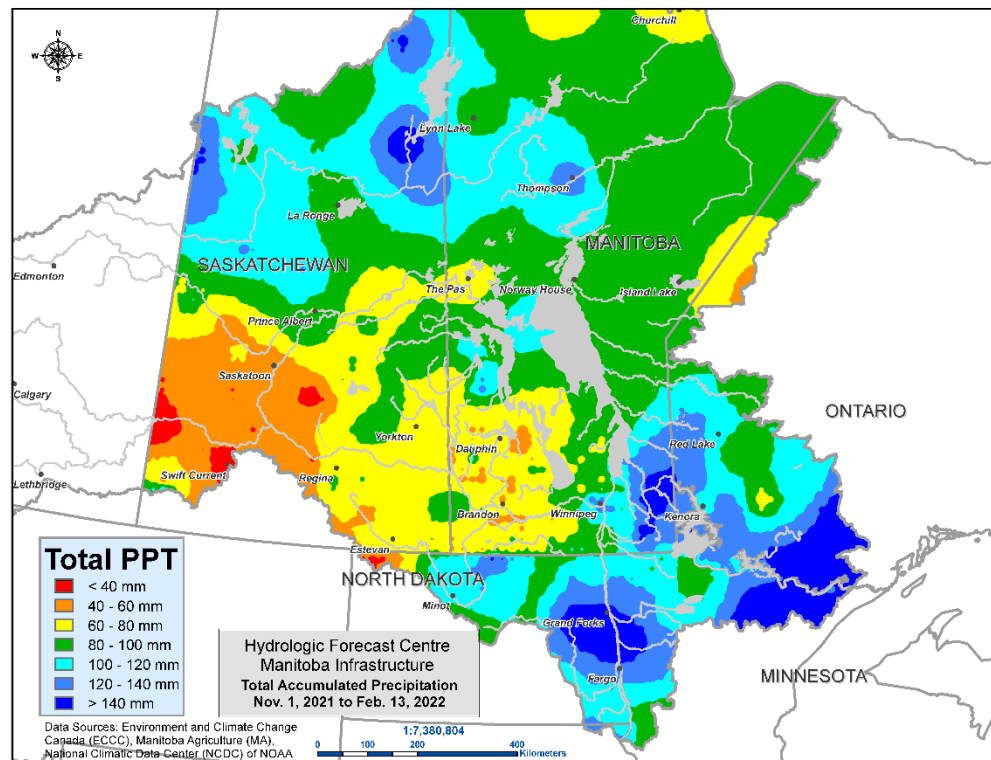 Churchill
N
W E
S
Lynn Lake
Thompson
La Ronge
MANITOBA
SASKATCHEWAN
Edmonton
The Pas
Norway House
Island Lake
Prince Albert
Saskatoon
Calgary
ONTARIO
Yorkton
Red Lake
Dauphin
Swift Current
Regina
Lethbridge
Brandon
Winnipeg
Kenora
Estevan
NORTH DAKOTA
Minot
Grand Forks
Fargo
MINNESOTA
Total PPT
< 40 mm
40 - 60 mm
60 - 80 mm
80 - 100 mm
100 - 120 mm
120 - 140 mm
> 140 mm
Hydrologic Forecast Centre
Manitoba Infrastructure
Total Accumulated Precipitation
Nov. 1, 2021 to Feb. 13, 2022
Data Sources: Environment and Climate Change
Canada (ECCC), Manitoba Agriculture (MA),
National Climatic Data Center (NCDC) of NOAA
1:7,380,804
0 100 200 400
Kilometers